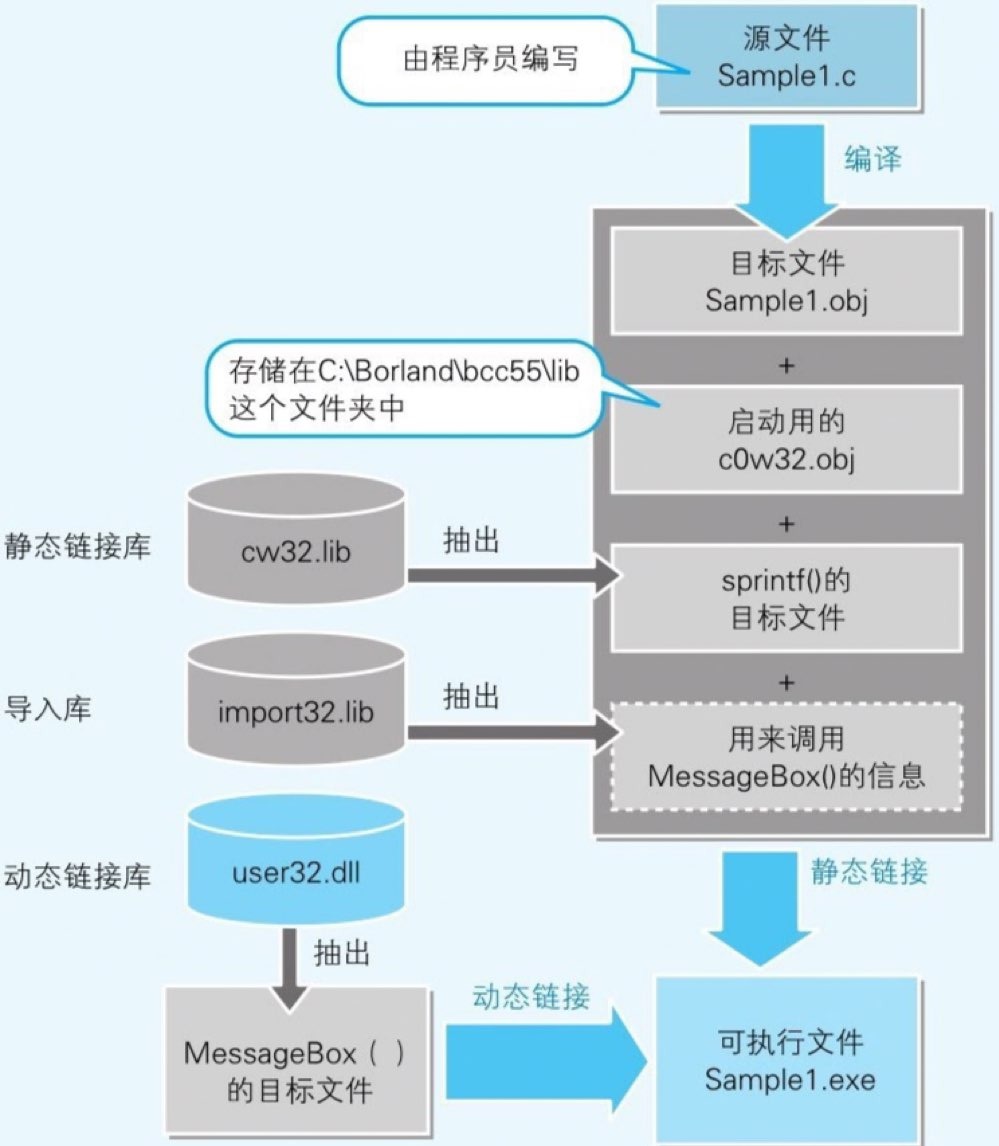 由程序员编写
源文件
Sample1.c
编译
目标文件
Sample1.obj
+
存储在C:\Borland\bcc55\lib
这个文件夹中
启动用的
c0w32.obj
+
静态链接库
cw32.lib
抽出
sprintf()的
目标文件
+
导入库
import32.lib
抽出
用来调用
MessageBox()的信息
动态链接库
user32.dll
静态链接
抽出
动态链接
MessageBox ( )
的目标文件
可执行文件
Sample1.exe